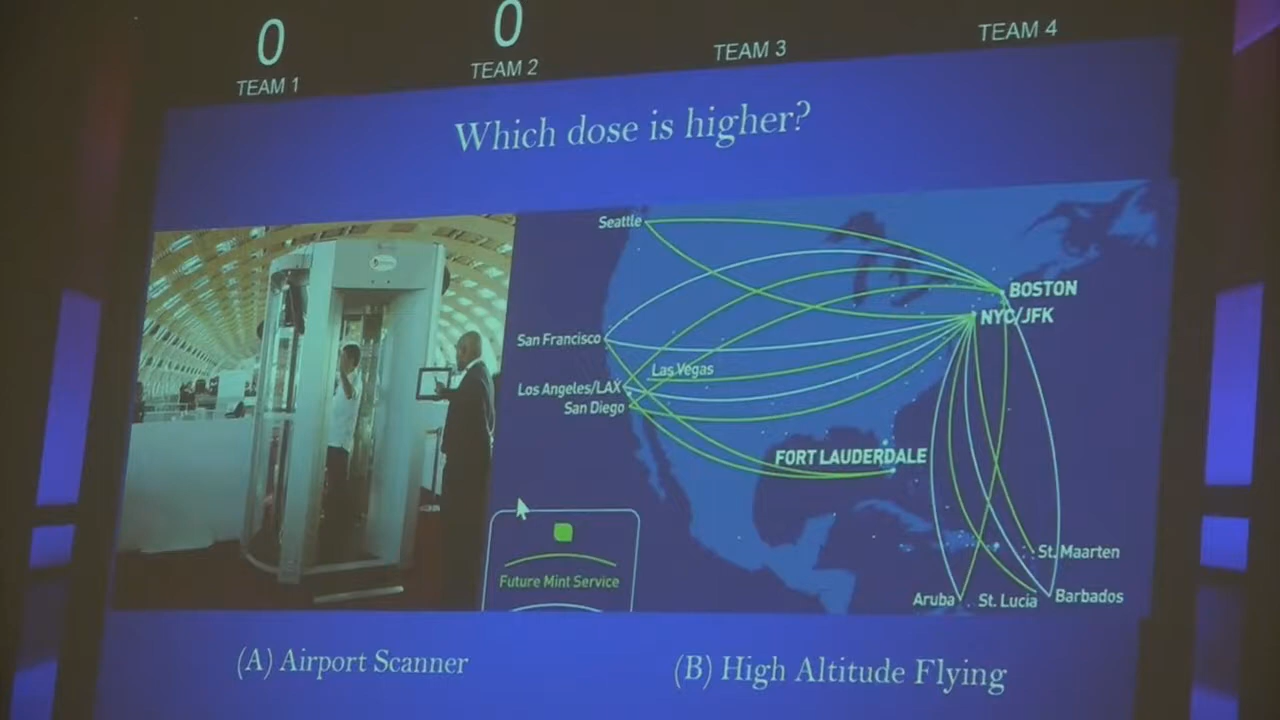 0
TEAM 1
0
TEAM 2
TEAM 3
TEAM 4
Which dose is higher?
Seattle
BOSTON
NYC/JFK
San Francisco
Las Vegas
Los Angeles/LAX
San Diego
FORT LAUDERDALE
Future Mint Service
St. Maarten
Aruba
St. Lucia
Barbados
(A) Airport Scanner
(B) High Altitude Flying